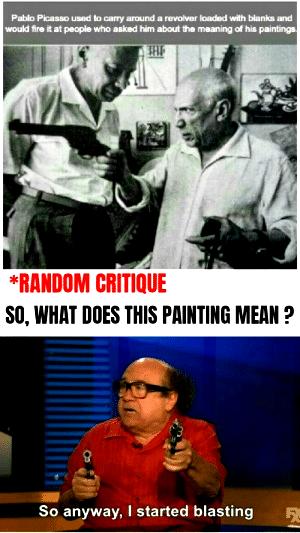 Pablo Picasso used to carry around a revolver loaded with blanks and
would fire it at people who asked him about the meaning of his paintings.
*RANDOM CRITIQUE
SO, WHAT DOES THIS PAINTING MEAN ?
So anyway, I started blasting